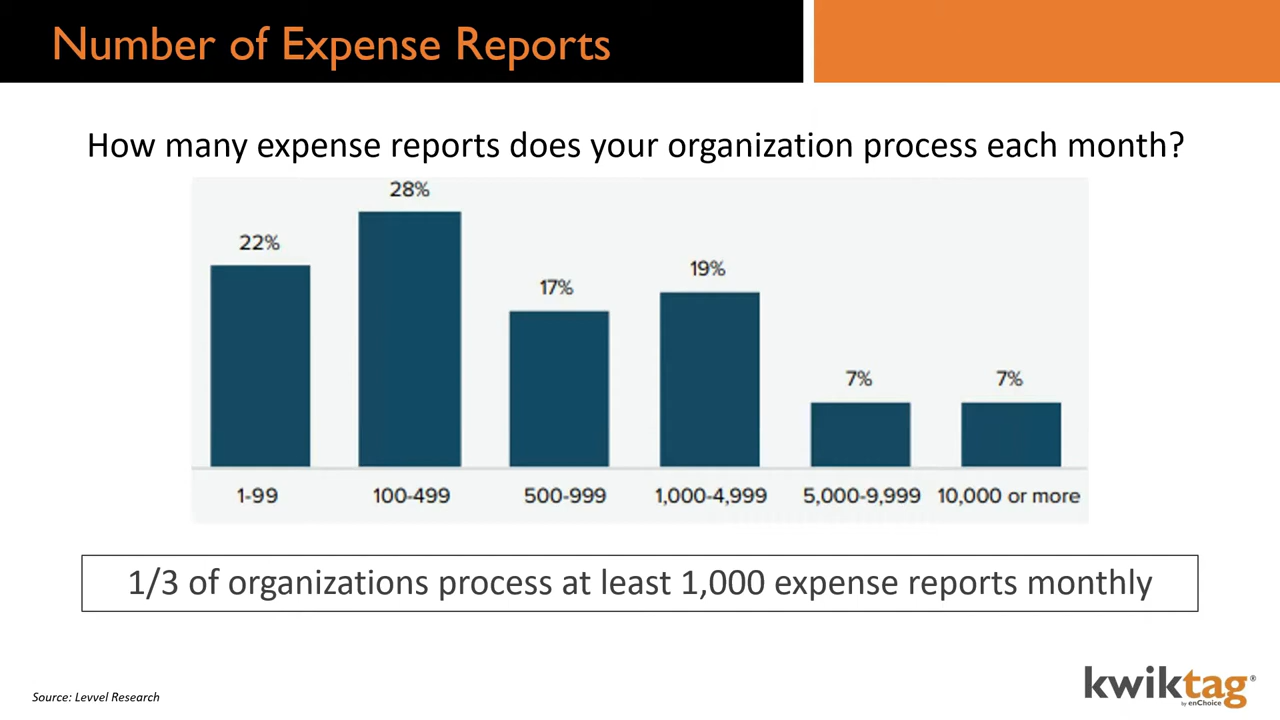 Number of Expense Reports
How many expense reports does your organization process each month?
28%
22%
19%
17%
7%
7%
1-99
100-499
500-999
1,000-4,999
5,000-9,999
10,000 or more
1/3 of organizations process at least 1,000 expense reports monthly
Source: Levvel Research
kwiktag®
by enChoice